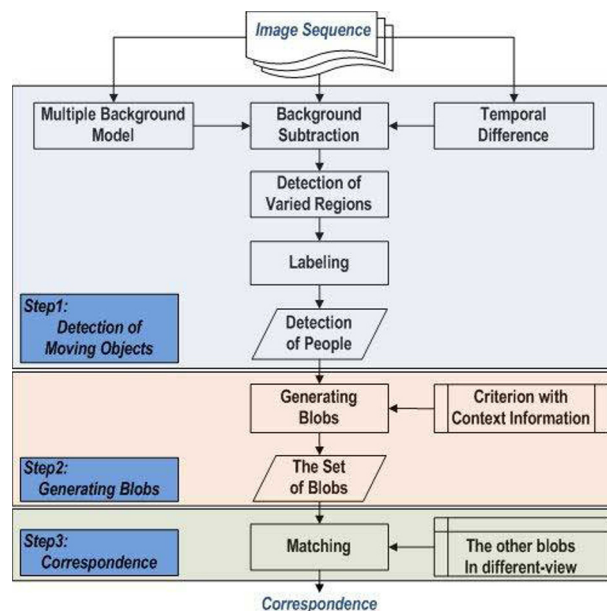 Image Sequence
Multiple Background
Model
Background
Subtraction
Temporal
Difference
Detection of
Varied Regions
Labeling
Step1:
Detection of
Moving Objects
Detection
of People
Generating
Blobs
Criterion with
Context Information
Step2:
Generating Blobs
The Set
of Blobs
Step3:
Correspondence
Matching
The other blobs
In different-view
Correspondence